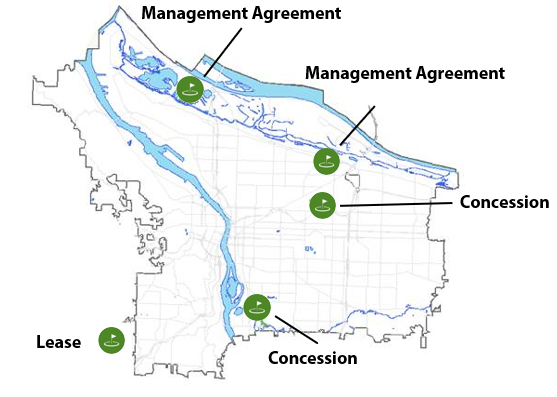 Management Agreement
Management Agreement
Concession
Lease
Concession